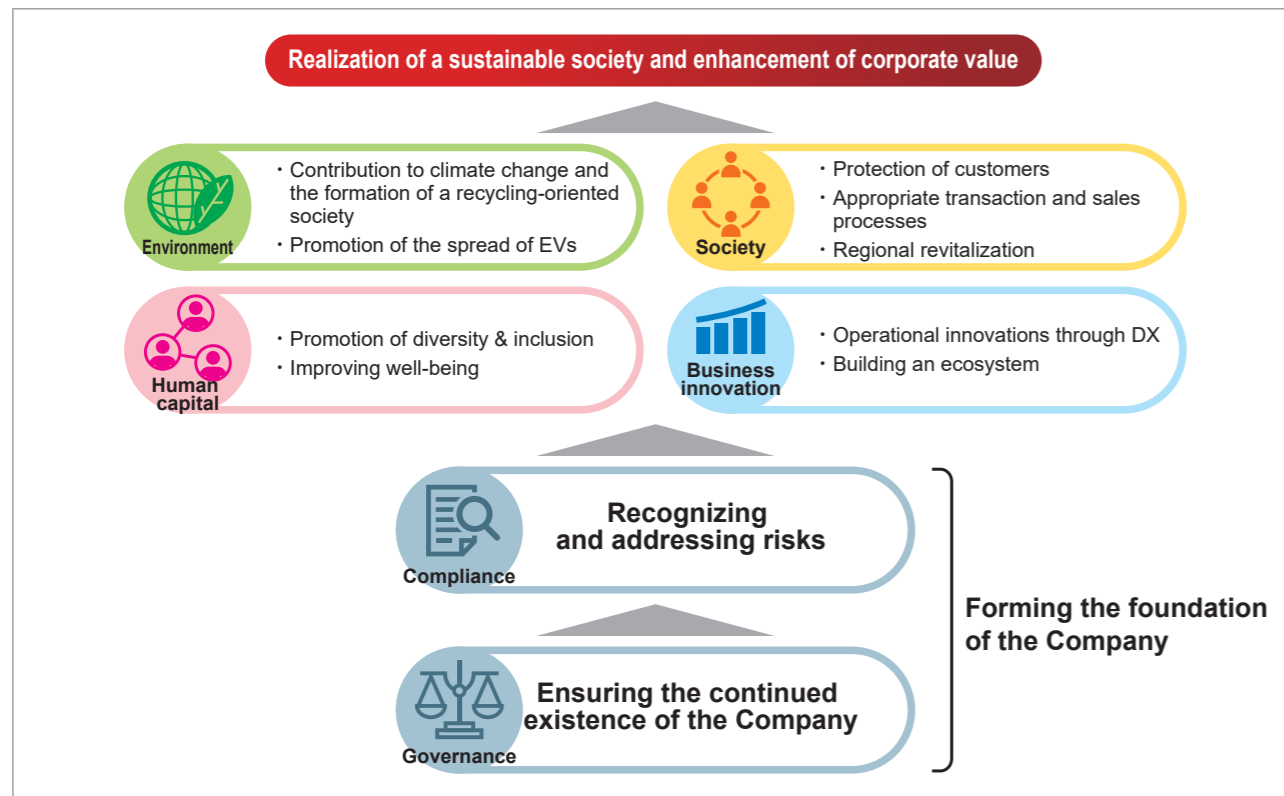 Realization of a sustainable society and enhancement of corporate value
Environment
・Contribution to climate change and
the formation of a recycling-oriented
society
・Promotion of the spread of EVs
Society
・Protection of customers
・Appropriate transaction and sales
processes
・Regional revitalization
Human
capital
・Promotion of diversity & inclusion
・Improving well-being
Business
innovation
・Operational innovations through DX
・Building an ecosystem
Compliance
Recognizing
and addressing risks
Governance
Ensuring the continued
existence of the Company
Forming the foundation
of the Company